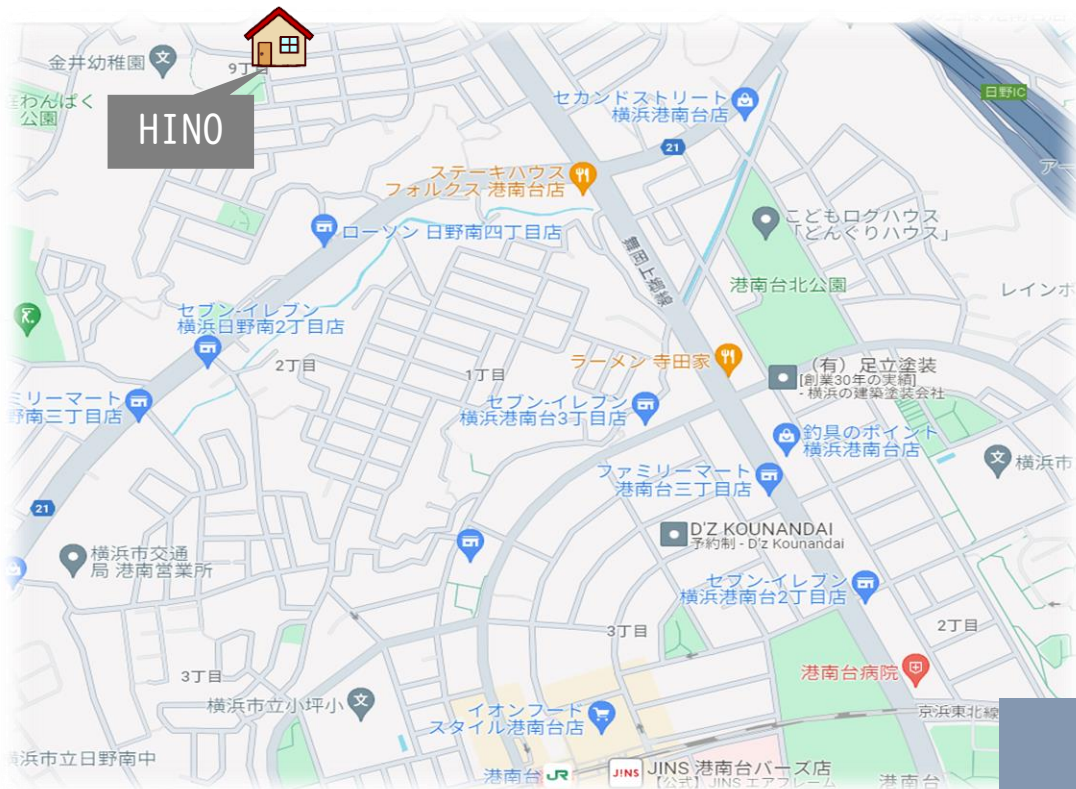 金井幼稚園
9丁目
わんぱく
公園
HINO
セカンドストリート
横浜港南台店
日野IC
21
ステーキハウス
フォルクス 港南台店
こどもログハウス
「どんぐりハウス」
ローソン 日野南四丁目店
港南台北公園
レインボ
セブン-イレブン
横浜日野南2丁目店
2丁目
1丁目
ラーメン 寺田家
(有) 足立塗装
[創業30年の実績]
- 横浜の建築塗装会社
ミリーマート
野南三丁目店
セブン-イレブン
横浜港南台3丁目店
釣具のポイント
横浜港南台店
横浜市
ファミリーマート
港南台三丁目店
21
D'Z KOUNANDAI
予約制 - D'z Kounandai
横浜市交通
局 港南営業所
セブン-イレブン
横浜港南台2丁目店
3丁目
2丁目
3丁目
港南台病院
横浜市立小坪小
イオンフード
スタイル港南台店
京浜東北線
横浜市立日野南中
港南台
JR
JINS
JINS 港南台バーズ店
【公式】JINS エアフレーム
港南台